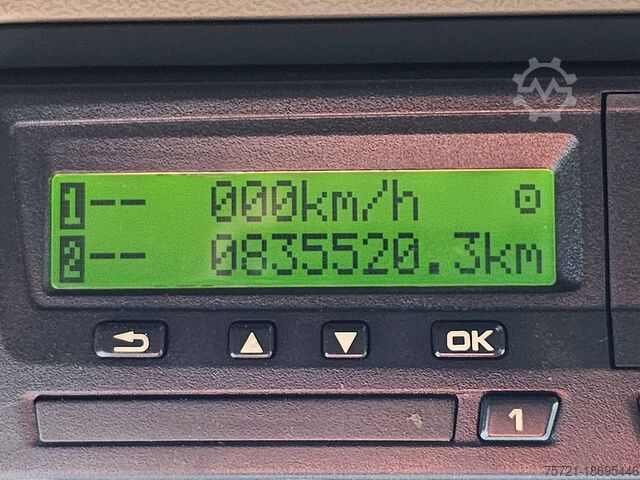 1-- 000km/h
2-- 0835520.3km
OK
1
75721-18695446